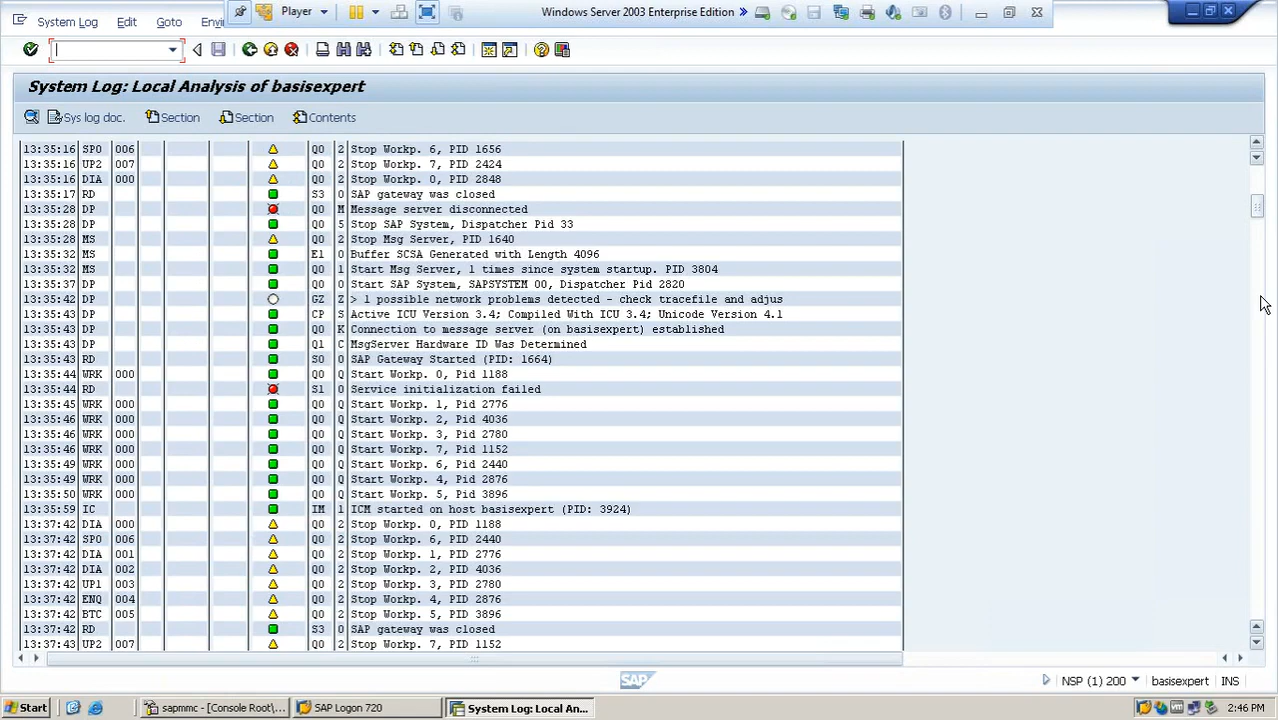 System Log Edit Goto Envi
Player
Windows Server 2003 Enterprise Edition
System Log: Local Analysis of basisexpert
Sys log doc. Section Section Contents
13:35:16 SPO 006 Q0 2 Stop Workp. 6, PID 1656
13:35:16 UP2 007 Q0 2 Stop Workp. 7, PID 2424
13:35:16 DIA 000 Q0 2 Stop Workp. 0, PID 2848
13:35:17 RD S3 0 SAP gateway was closed
13:35:28 DP Q0 M Message server disconnected
13:35:28 DP Q0 5 Stop SAP System, Dispatcher Pid 33
13:35:28 MS Q0 2 Stop Msg Server, PID 1640
13:35:32 MS E1 0 Buffer SCSA Generated with Length 4096
13:35:32 MS Q0 1 Start Msg Server, 1 times since system startup. PID 3804
13:35:37 DP Q0 0 Start SAP System, SAPSYSTEM 00, Dispatcher Pid 2820
13:35:42 DP GZ Z > 1 possible network problems detected - check tracefile and adjus
13:35:43 DP CP S Active ICU Version 3.4; Compiled With ICU 3.4; Unicode Version 4.1
13:35:43 DP Q0 K Connection to message server (on basisexpert) established
13:35:43 DP Q1 C MsgServer Hardware ID Was Determined
13:35:43 RD S0 0 SAP Gateway Started (PID: 1664)
13:35:44 WRK 000 Q0 Q Start Workp. 0, Pid 1188
13:35:44 RD S1 0 Service initialization failed
13:35:45 WRK 000 Q0 Q Start Workp. 1, Pid 2776
13:35:46 WRK 000 Q0 Q Start Workp. 2, Pid 4036
13:35:46 WRK 000 Q0 Q Start Workp. 3, Pid 2780
13:35:46 WRK 000 Q0 Q Start Workp. 7, Pid 1152
13:35:49 WRK 000 Q0 Q Start Workp. 6, Pid 2440
13:35:49 WRK 000 Q0 Q Start Workp. 4, Pid 2876
13:35:50 WRK 000 Q0 Q Start Workp. 5, Pid 3896
13:35:59 IC IM 1 ICM started on host basisexpert (PID: 3924)
13:37:42 DIA 000 Q0 2 Stop Workp. 0, PID 1188
13:37:42 SPO 006 Q0 2 Stop Workp. 6, PID 2440
13:37:42 DIA 001 Q0 2 Stop Workp. 1, PID 2776
13:37:42 DIA 002 Q0 2 Stop Workp. 2, PID 4036
13:37:42 UP1 003 Q0 2 Stop Workp. 3, PID 2780
13:37:42 ENQ 004 Q0 2 Stop Workp. 4, PID 2876
13:37:42 BTC 005 Q0 2 Stop Workp. 5, PID 3896
13:37:42 RD S3 0 SAP gateway was closed
13:37:43 UP2 007 Q0 2 Stop Workp. 7, PID 1152
SAP
NSP (1) 200 basisexpert INS
Start sapmmc - [Console Root\... SAP Logon 720 System Log: Local An... 2:46 PM